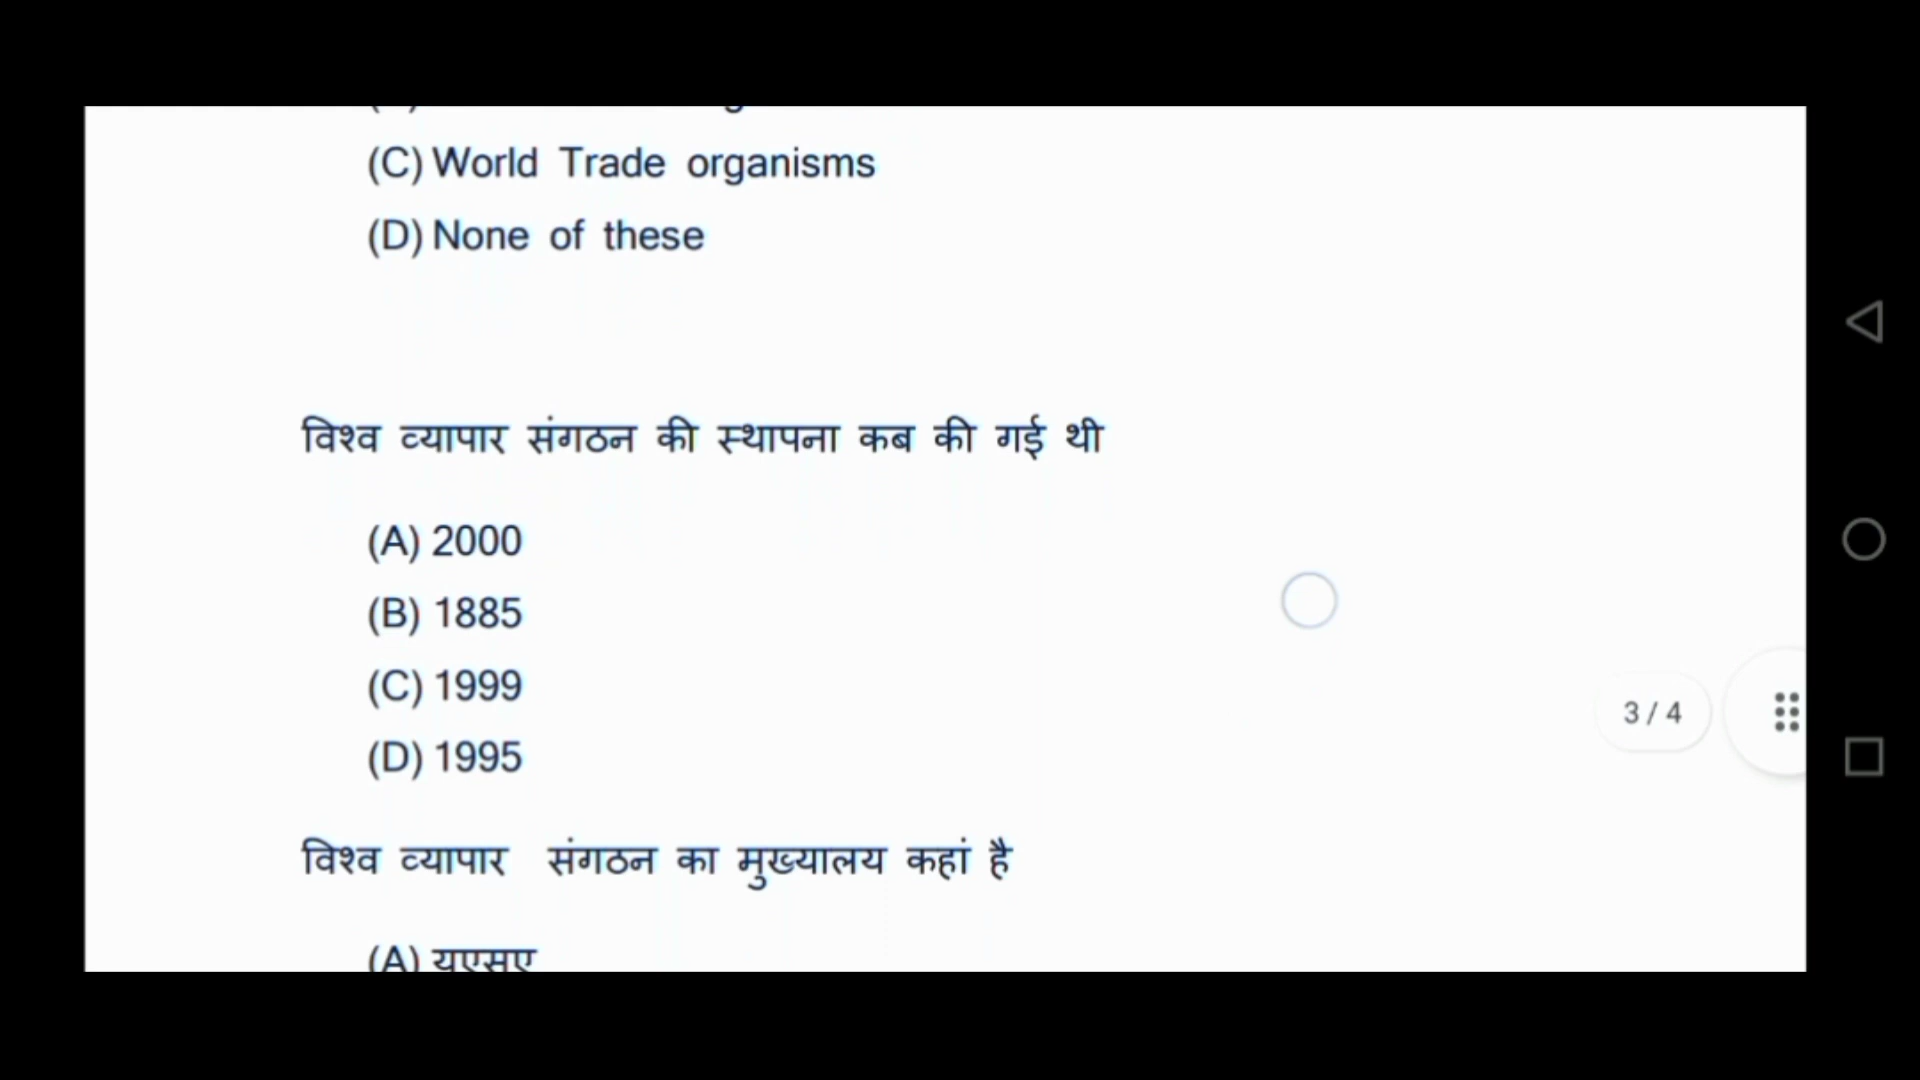 (C) World Trade organisms
(D) None of these
विश्व व्यापार संगठन की स्थापना कब की गई थी
(A) 2000
(B) 1885
(C) 1999
(D) 1995
3 / 4
विश्व व्यापार संगठन का मुख्यालय कहां है
(A) यूएसए